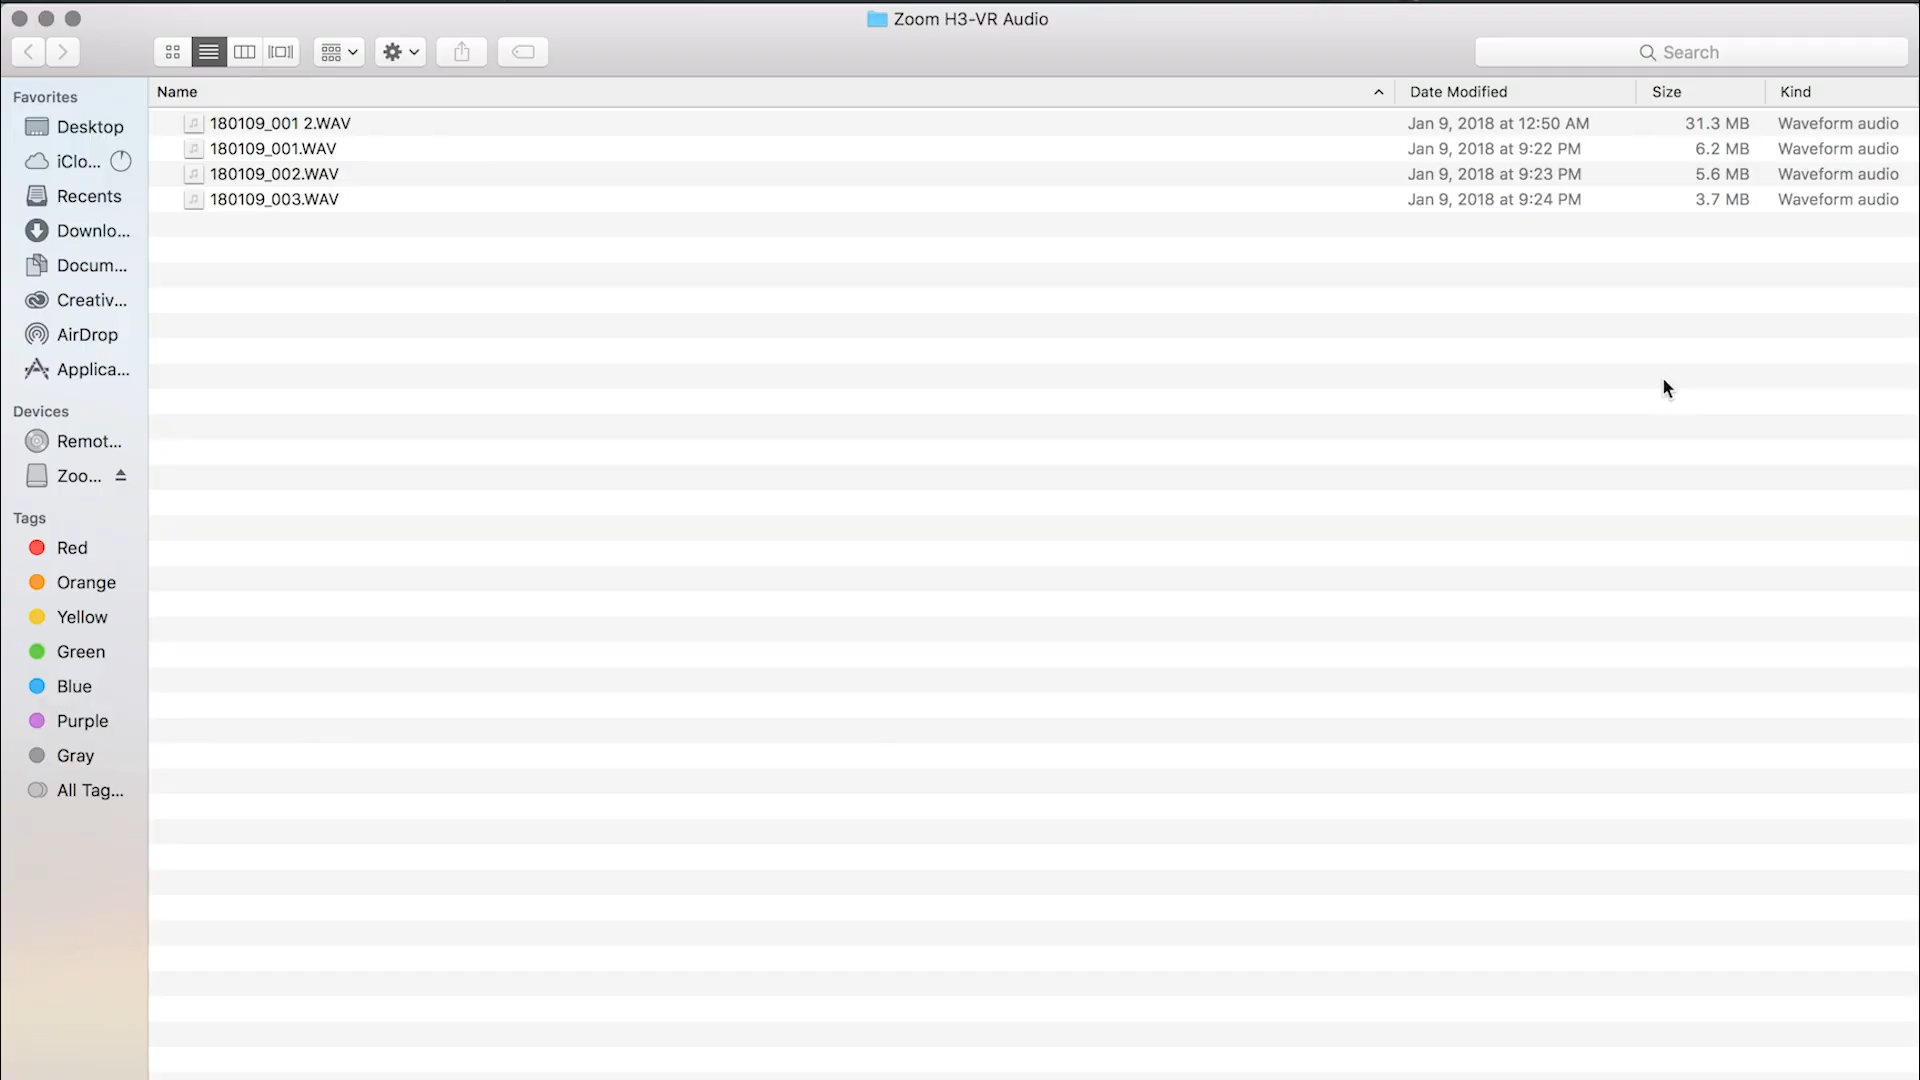 Zoom H3-VR Audio
Search
Favorites
Desktop
iClo...
Recents
Downlo...
Docum...
Creativ...
AirDrop
Applica...
Devices
Remot...
Zoo...
Tags
Red
Orange
Yellow
Green
Blue
Purple
Gray
All Tag...
Name Date Modified Size Kind
180109_001 2.WAV Jan 9, 2018 at 12:50 AM 31.3 MB Waveform audio
180109_001.WAV Jan 9, 2018 at 9:22 PM 6.2 MB Waveform audio
180109_002.WAV Jan 9, 2018 at 9:23 PM 5.6 MB Waveform audio
180109_003.WAV Jan 9, 2018 at 9:24 PM 3.7 MB Waveform audio